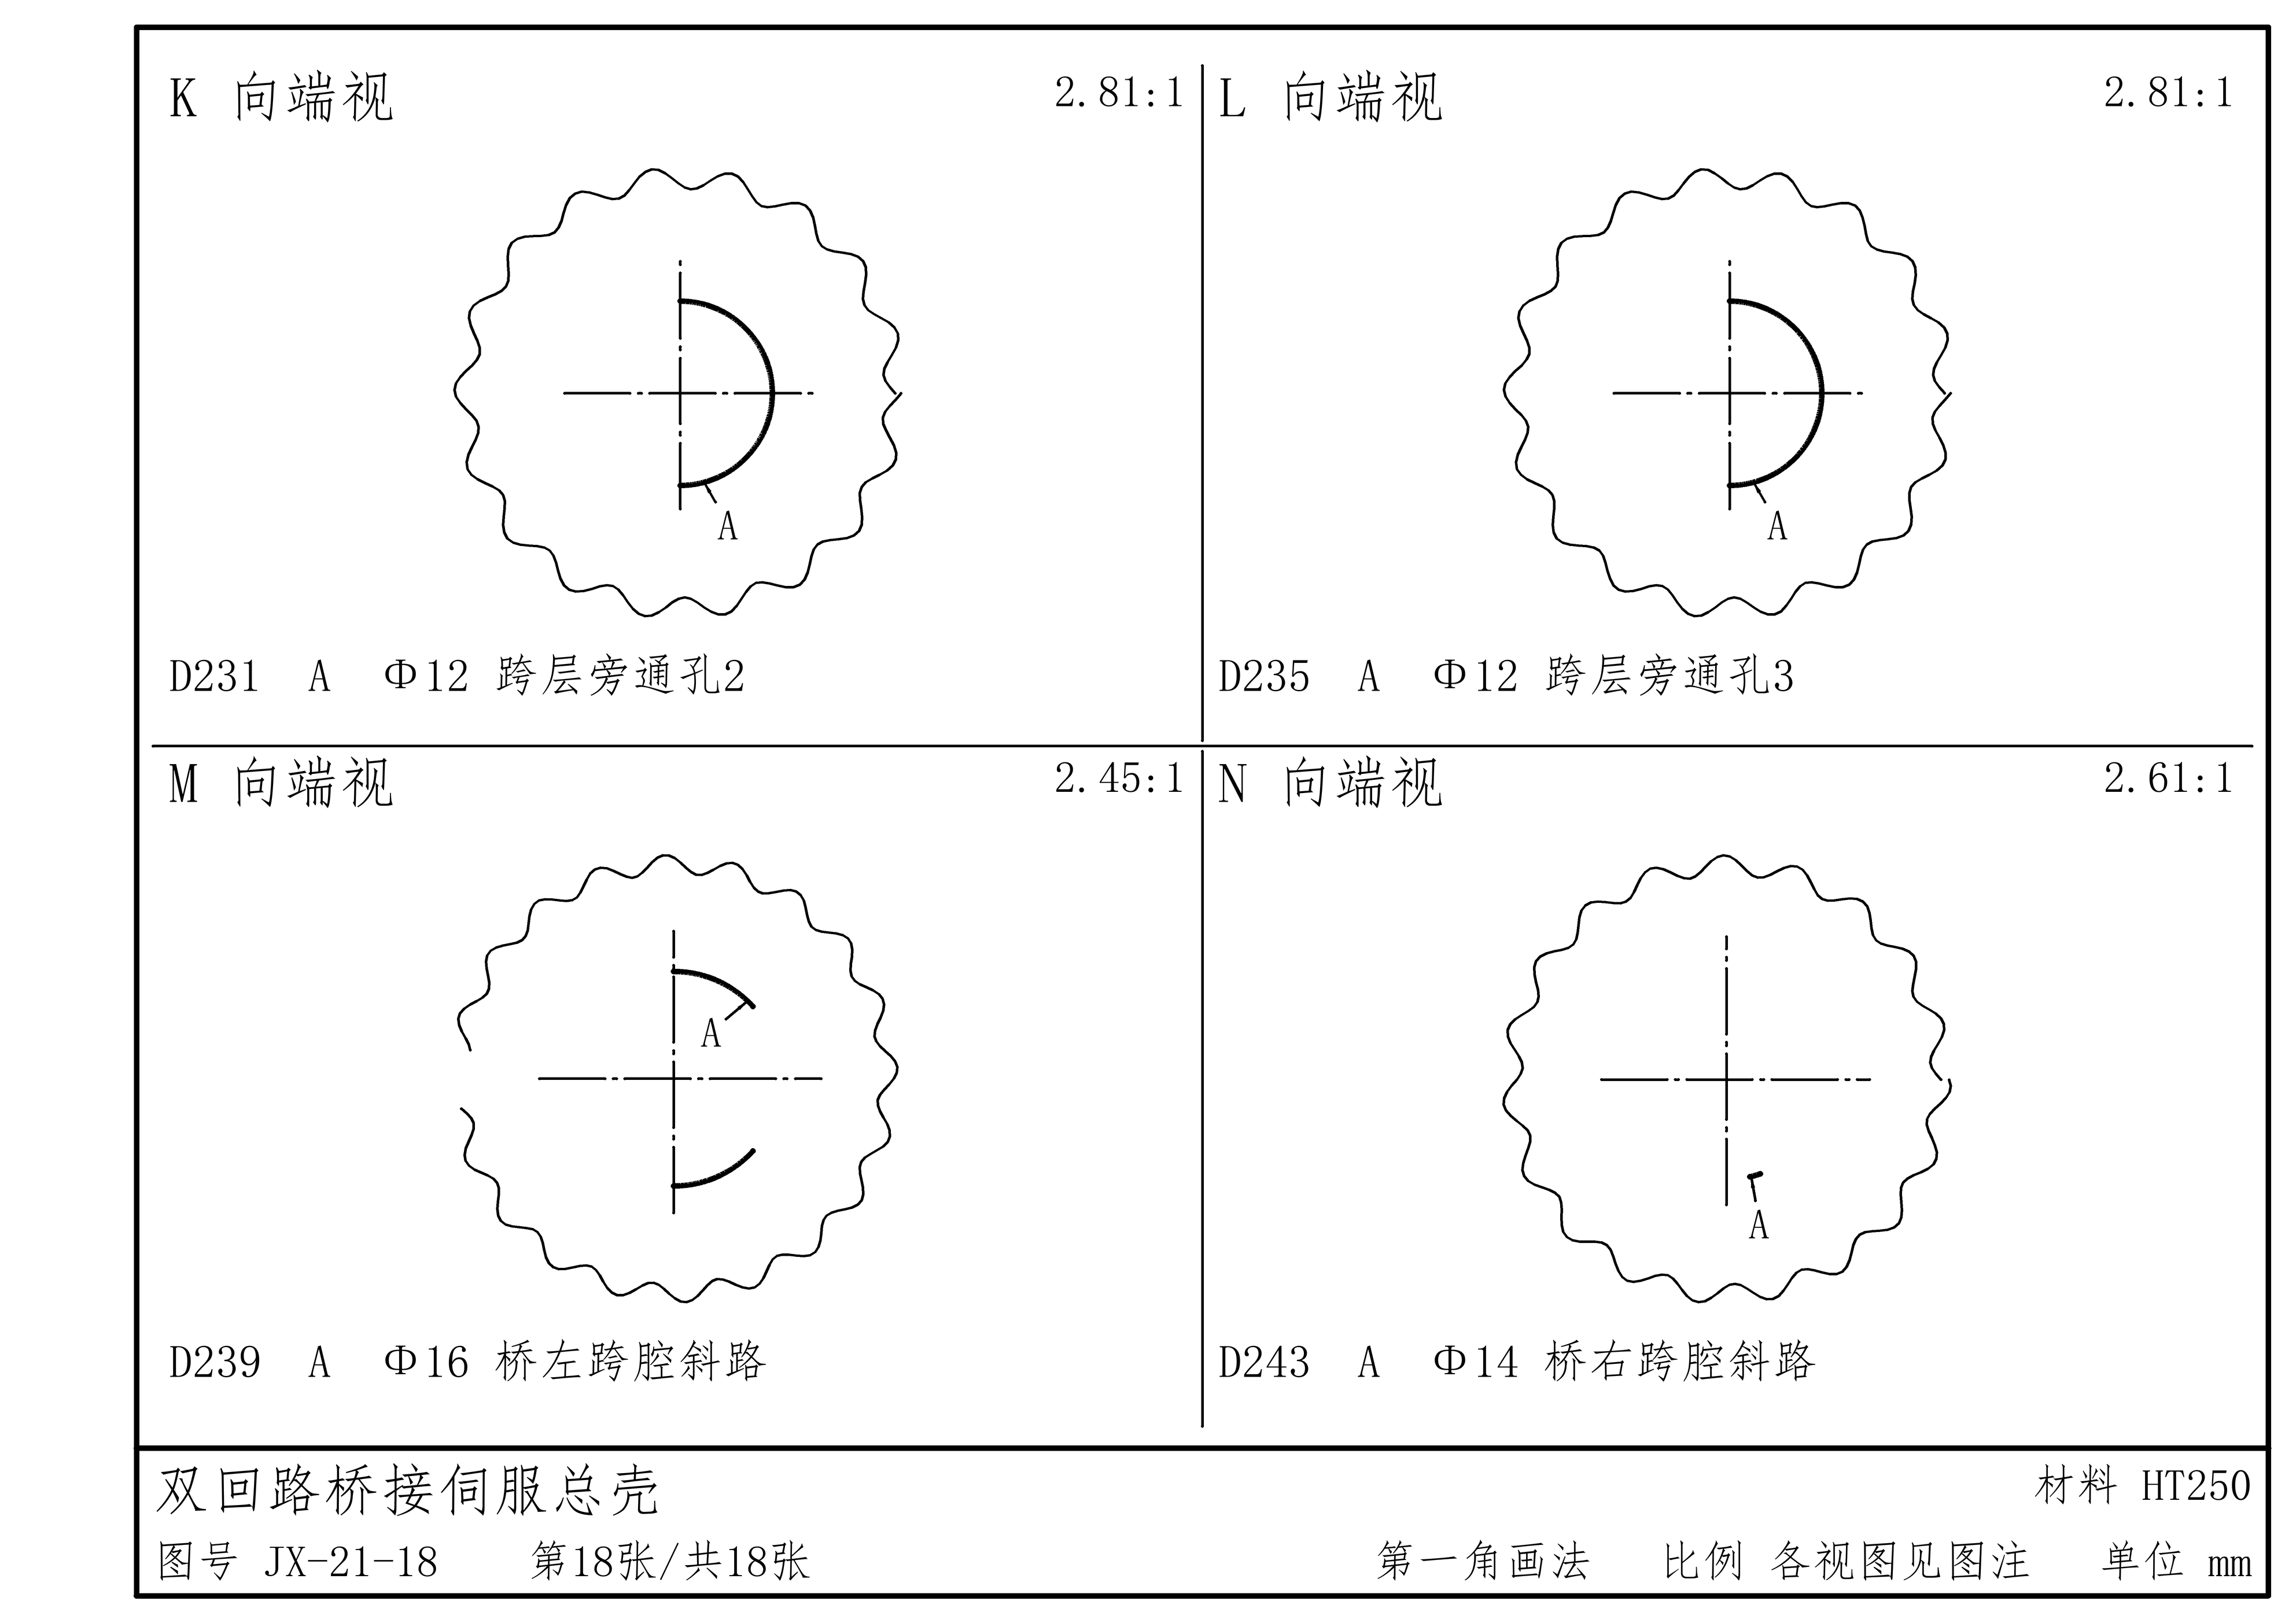 K 向端视 2.81:1
A
D231 A Φ12 跨层旁通孔2
L 向端视 2.81:1
A
D235 A Φ12 跨层旁通孔3
M 向端视 2.45:1
A
D239 A Φ16 桥左跨腔斜路
N 向端视 2.61:1
A
D243 A Φ14 桥右跨腔斜路
双回路桥接伺服总壳 材料 HT250
图号 JX-21-18 第18张/共18张 第一角画法 比例 各视图见图注 单位 mm